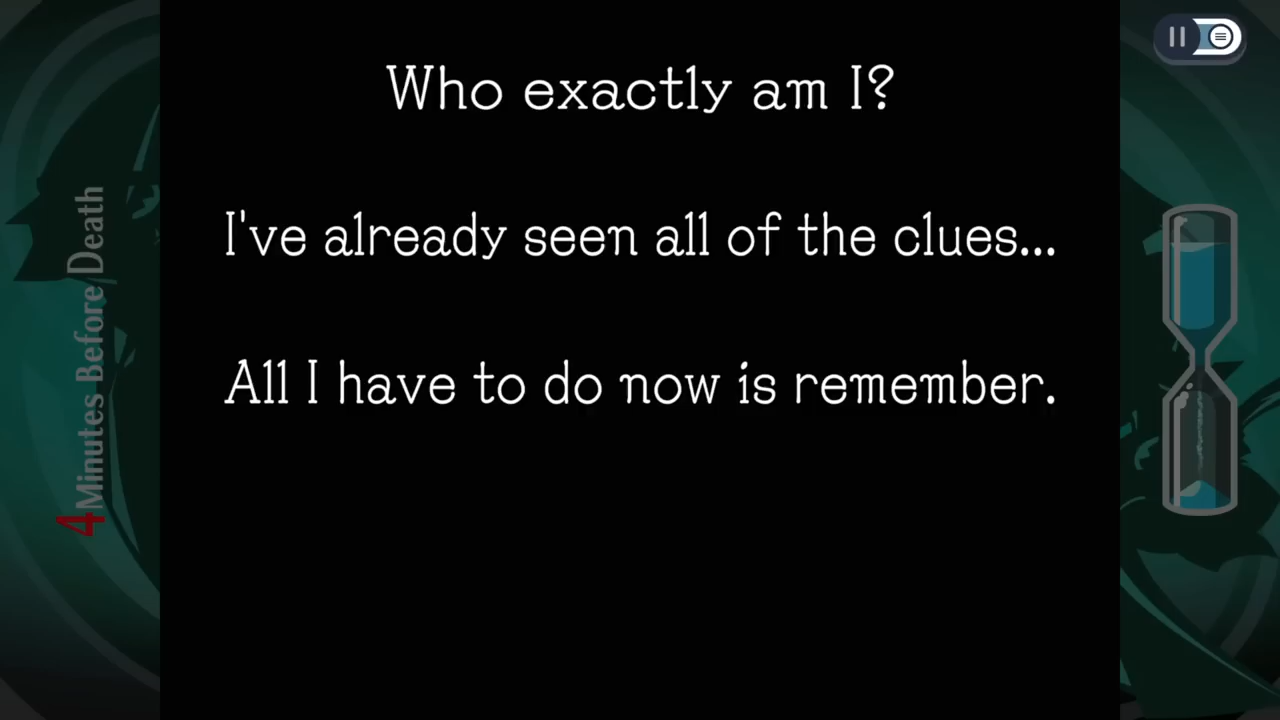 Who exactly am I?
I've already seen all of the clues...
All I have to do now is remember.
4 Minutes Before Death